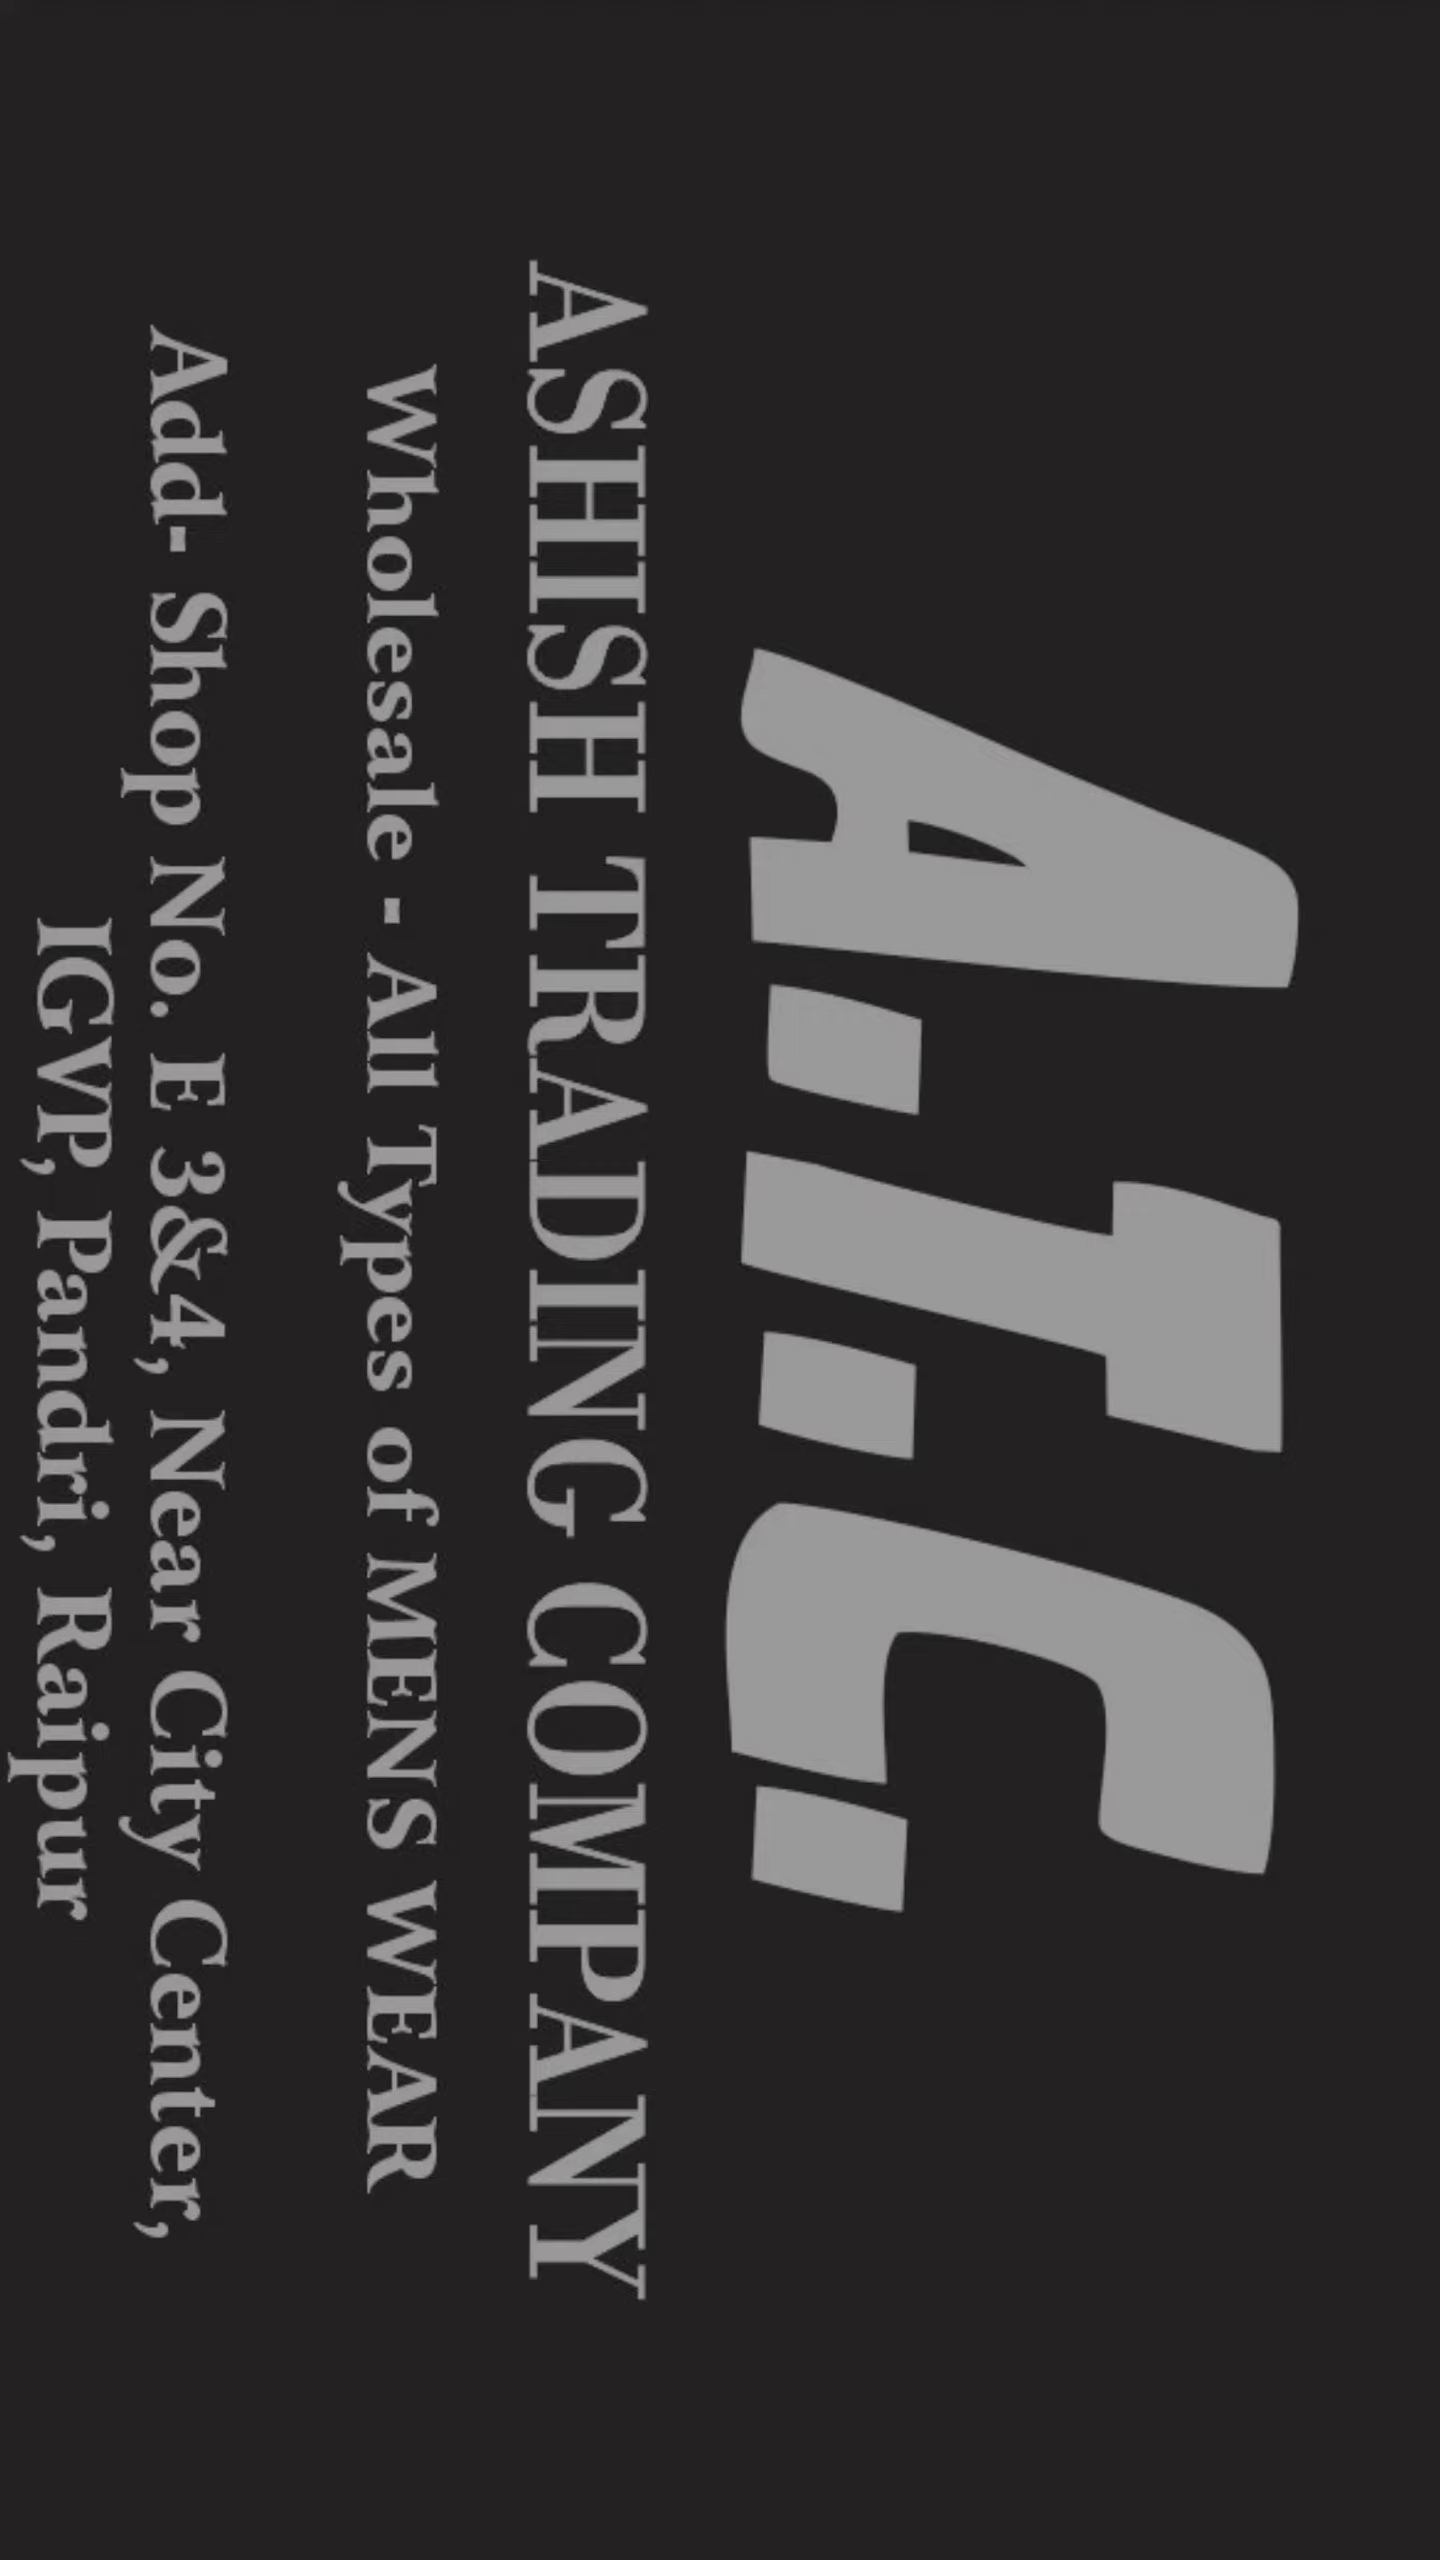 A.T.C.
ASHISH TRADING COMPANY
Wholesale - All Types of MENS WEAR
Add- Shop No. E 3&4, Near City Center,
IGVP, Pandri, Raipur